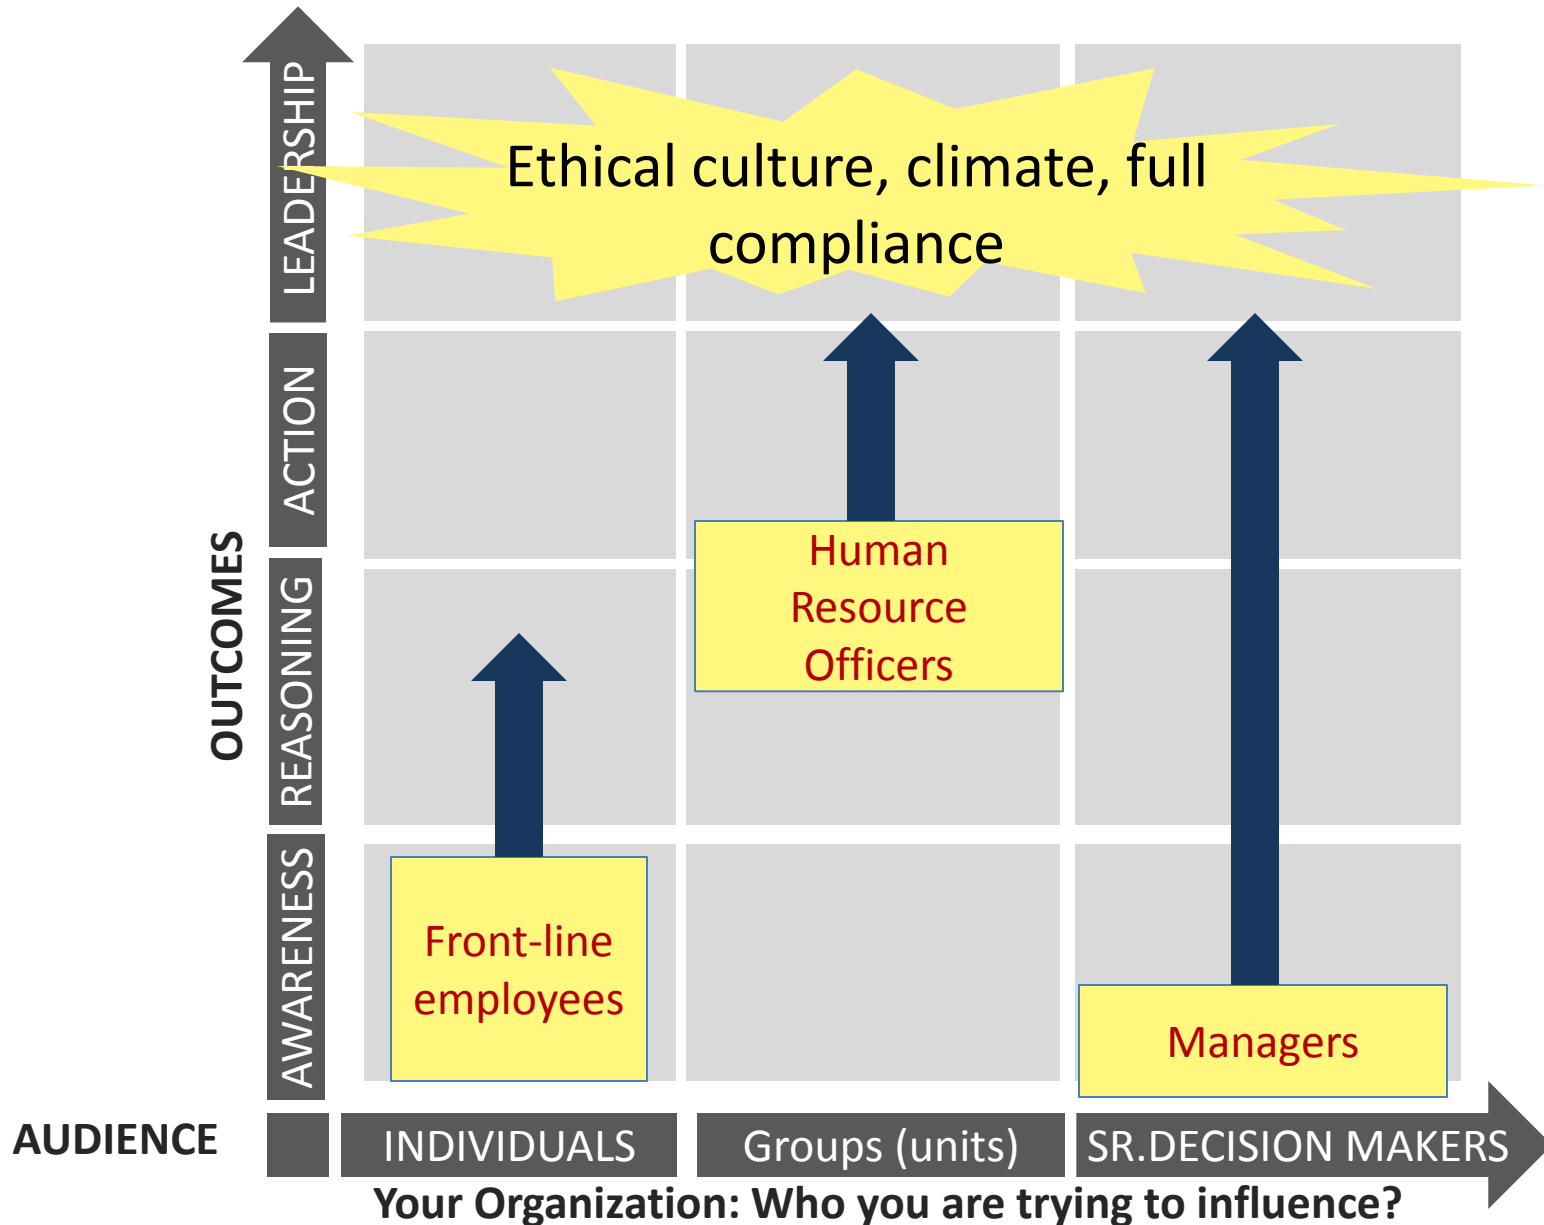 LEADERSHIP
Ethical culture, climate, full
compliance
ACTION
OUTCOMES
Human
Resource
Officers
REASONING
AWARENESS
Front-line
employees
Managers
AUDIENCE
INDIVIDUALS
Groups (units)
SR.DECISION MAKERS
Your Organization: Who you are trying to influence?